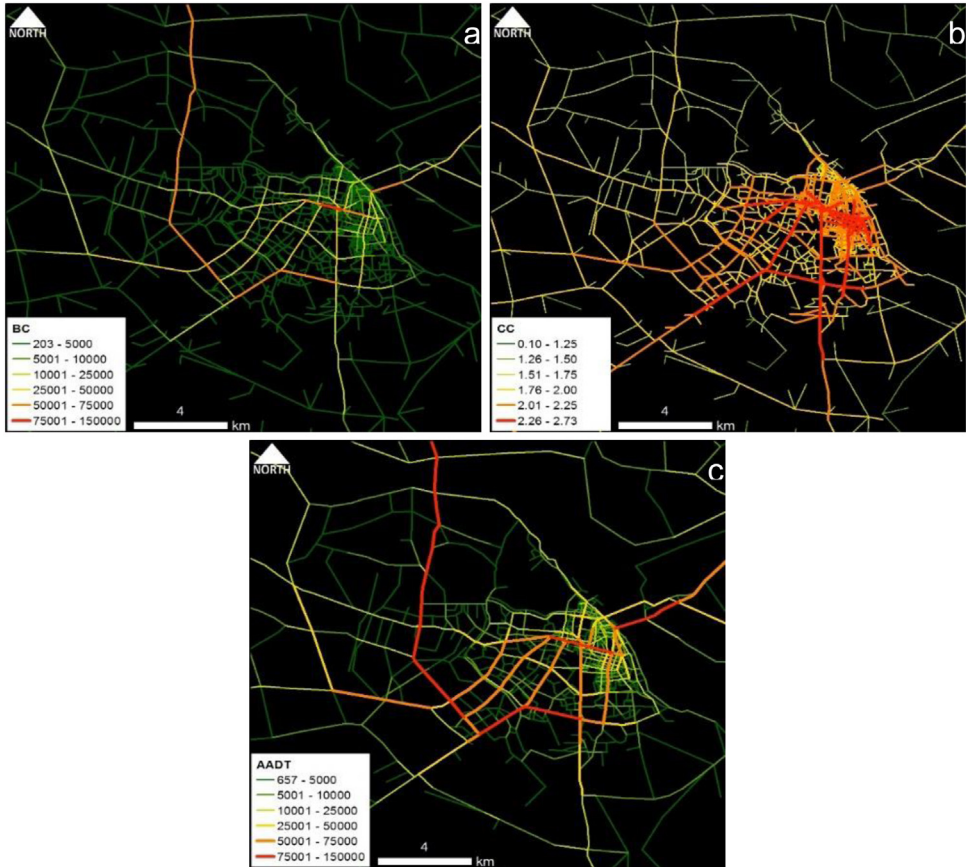 NORTH
a
BC
203 - 5000
5001 - 10000
10001 - 25000
25001 - 50000
50001 - 75000
75001 - 150000
4
km
NORTH
b
CC
0.10 - 1.25
1.26 - 1.50
1.51 - 1.75
1.76 - 2.00
2.01 - 2.25
2.26 - 2.73
4
km
NORTH
c
AADT
657 - 5000
5001 - 10000
10001 - 25000
25001 - 50000
50001 - 75000
75001 - 150000
4
km